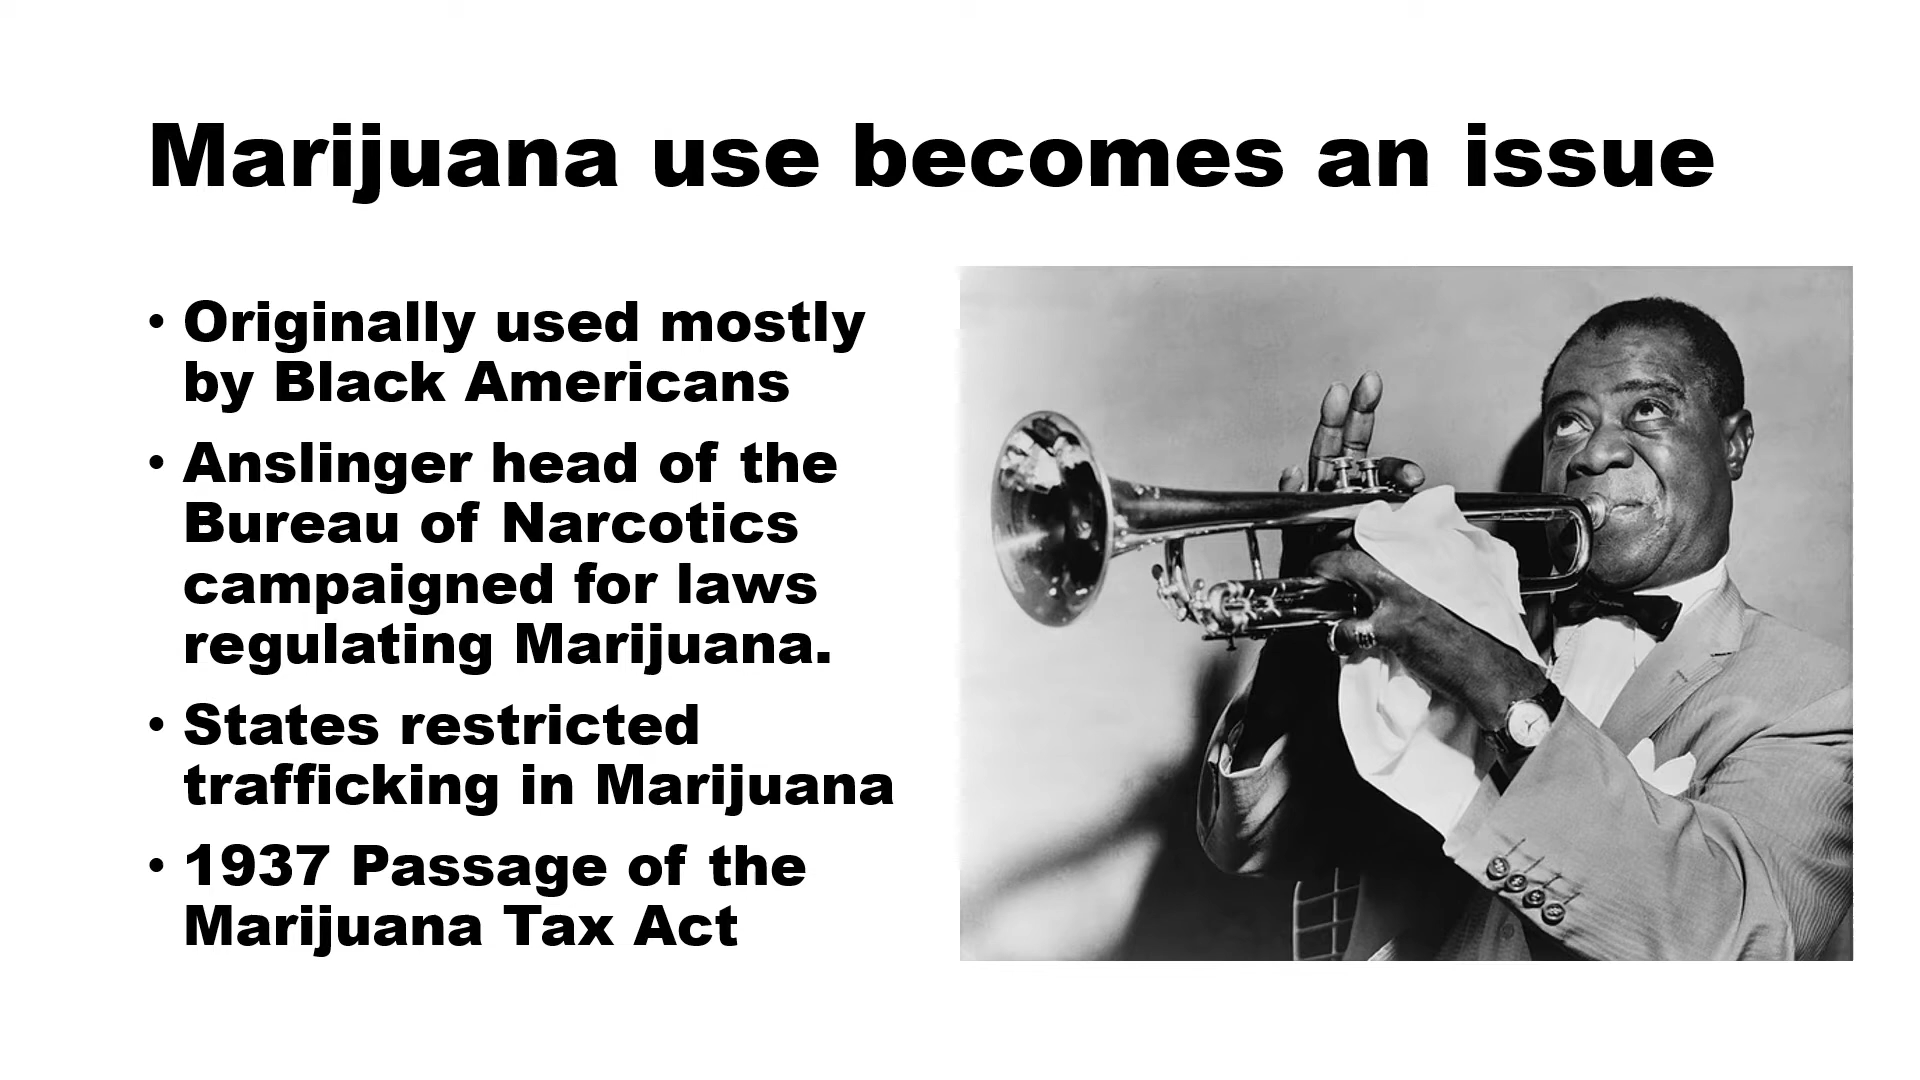 Marijuana use becomes an issue
• Originally used mostly
by Black Americans
• Anslinger head of the
Bureau of Narcotics
campaigned for laws
regulating Marijuana.
• States restricted
trafficking in Marijuana
• 1937 Passage of the
Marijuana Tax Act